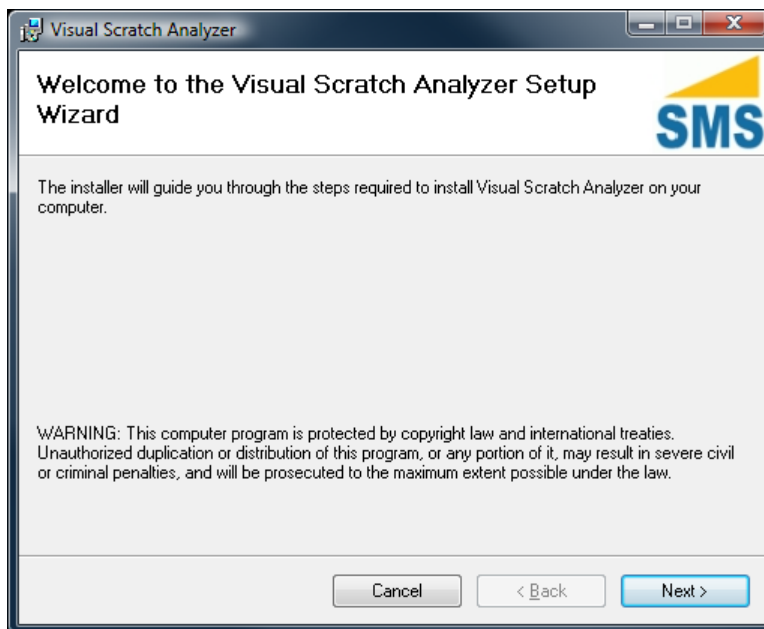 Visual Scratch Analyzer
Welcome to the Visual Scratch Analyzer Setup
Wizard
SMS
The installer will guide you through the steps required to install Visual Scratch Analyzer on your
computer.
WARNING: This computer program is protected by copyright law and international treaties.
Unauthorized duplication or distribution of this program, or any portion of it, may result in severe civil
or criminal penalties, and will be prosecuted to the maximum extent possible under the law.
Cancel
< Back
Next >